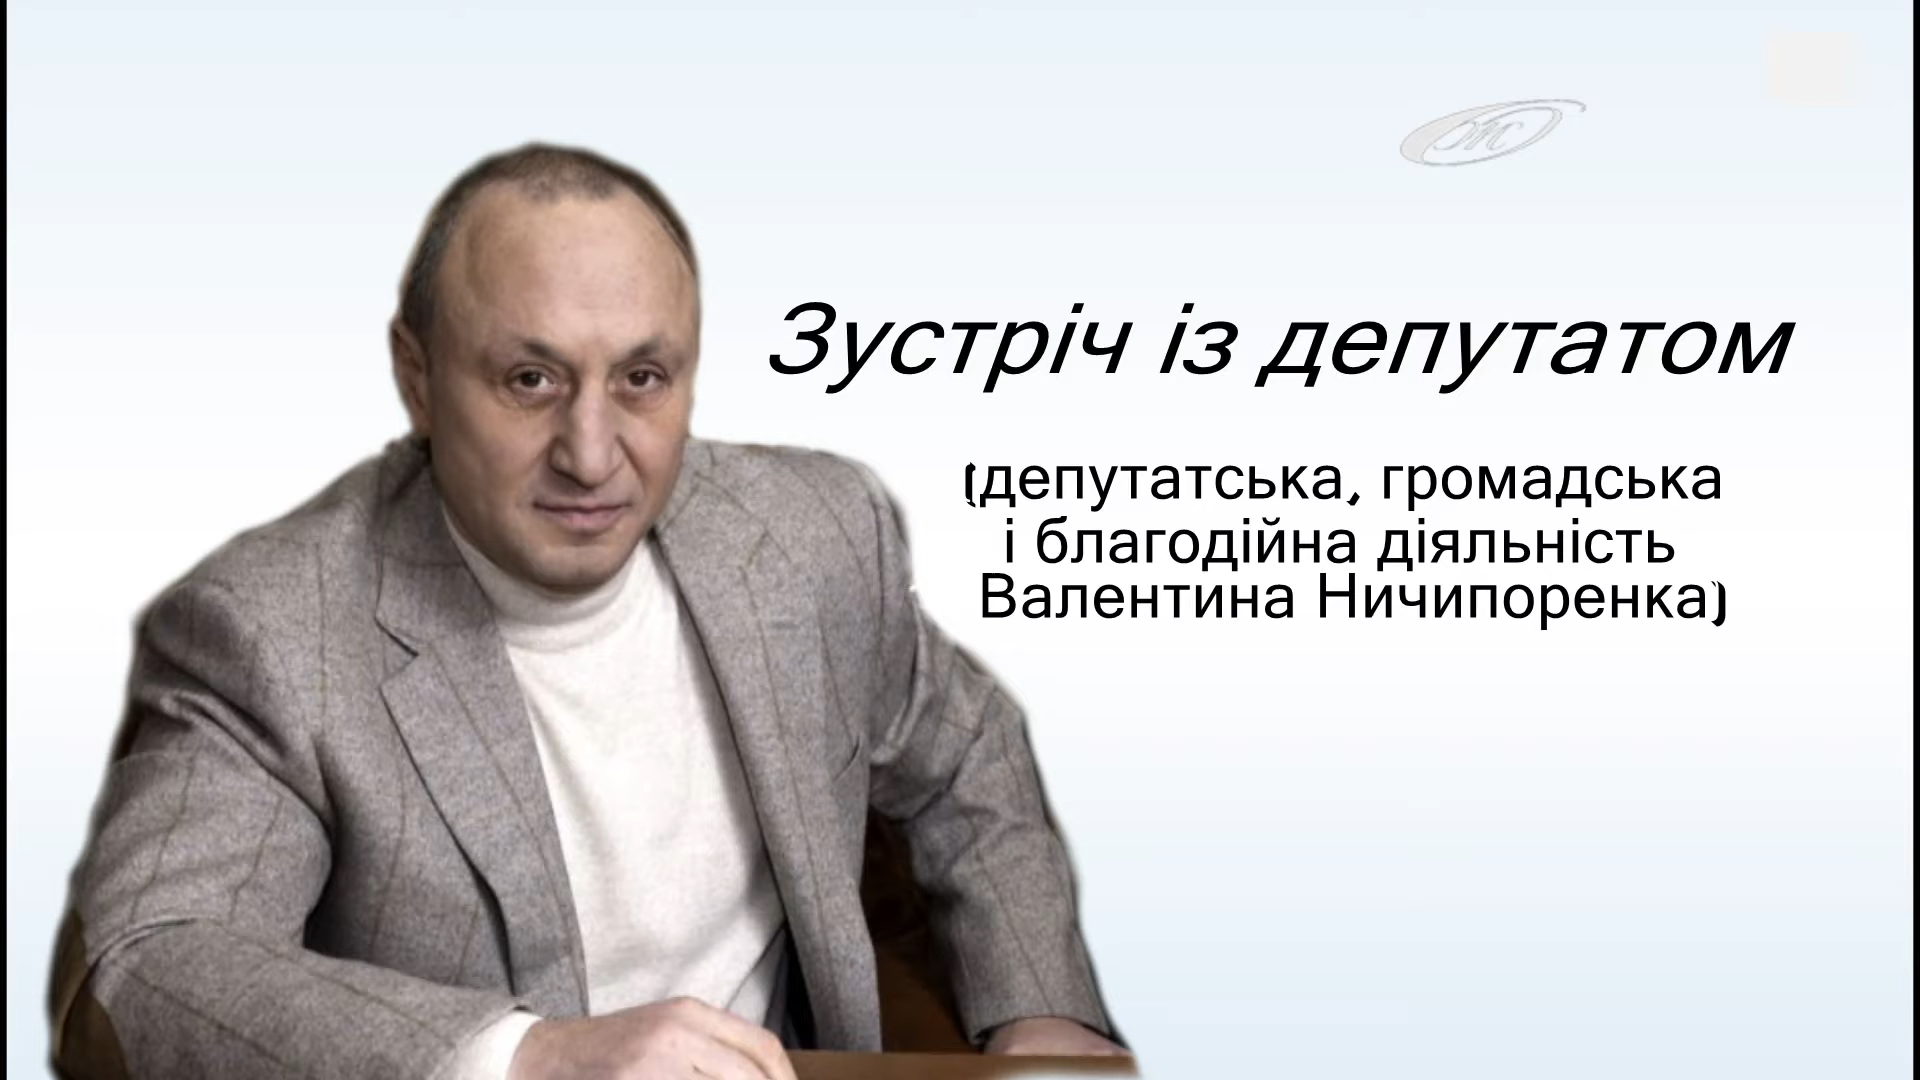 Зустріч із депутатом
(депутатська, громадська
і благодійна діяльність
Валентина Ничипоренка)